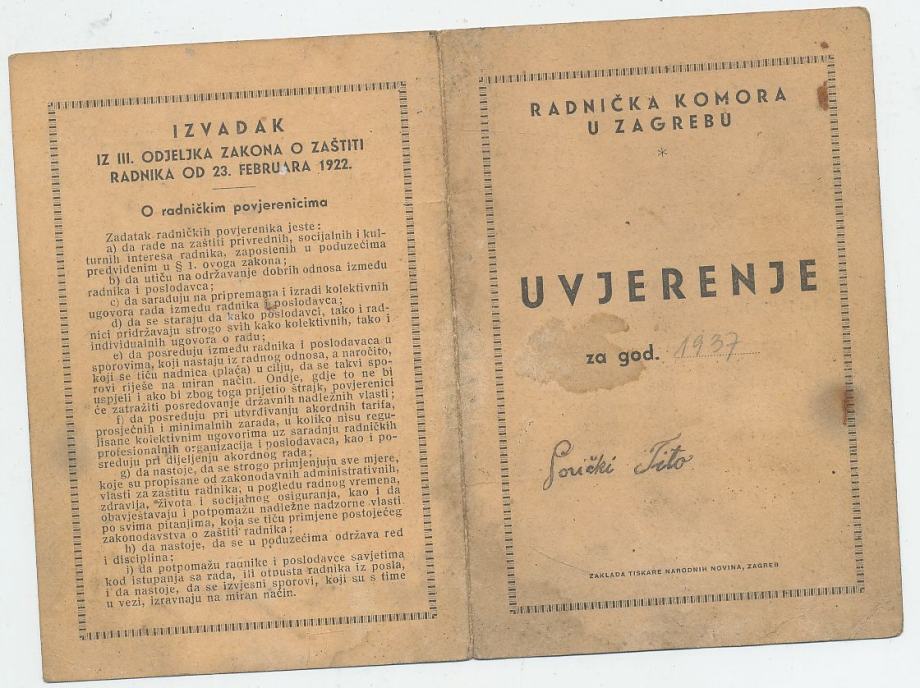 IZVADAK
IZ III. ODJELJKA ZAKONA O ZAŠTITI
RADNIKA OD 23. FEBRUARA 1922.
O radničkim povjerenicima
Zadatak radničkih povjerenika jeste:
a) da rade na zaštiti privrednih, socijalnih i kul-
turnih interesa radnika, zaposlenih u poduzećima
predviđenim u § 1. ovoga zakona;
b) da utiču na održavanje dobrih odnosa između
radnika i poslodavca;
c) da sarađuju na pripremama i izradi kolektivnih
ugovora rada između radnika i poslodavca;
d) da se staraju da kako poslodavci, tako i rad-
nici pridržavaju strogo svih kako kolektivnih, tako i
individualnih ugovora o radu;
e) da posreduju između radnika i poslodavaca u
sporovima, koji nastaju iz radnog odnosa, a naročito,
koji se tiču nadnica (plaća) u cilju, da se takvi spo-
rovi riješe na miran način. Ondje, gdje to ne bi
uspjeli i ako bi zbog toga prijetio štrajk, povjerenici
će zatražiti posredovanje državnih nadležnih vlasti;
f) da posreduju pri utvrđivanju akordnih tarifa,
prosječnih i minimalnih zarada, u koliko nisu regu-
lisane kolektivnim ugovorima uz saradnju radničkih
profesionalnih organizacija i poslodavaca, kao i po-
sreduju pri dijeljenju akordnog rada;
g) da nastoje, da se strogo primjenjuju sve mjere,
koje su propisane od zakonodavnih administrativnih,
vlasti za zaštitu radnika, u pogledu radnog vremena,
zdravlja, života i socijalnog osiguranja, kao i da
obavještavaju i potpomažu nadležne nadzorne vlasti
po svima pitanjima, koja se tiču primjene postojećeg
zakonodavstva o zaštiti radnika;
h) da nastoje, da se u poduzećima održava red
i disciplina;
i) da potpomažu radnike i poslodavce savjetima
kod istupanja sa rada, ili otpusta radnika iz posla,
i da nastoje, da se izvjesni sporovi, koji su s time
u vezi, izravnaju na miran način.
RADNIČKA KOMORA
U ZAGREBU
*
UVJERENJE
za god. 1937
Gorički Tito
ZAKLADA TISKARE NARODNIH NOVINA, ZAGREB